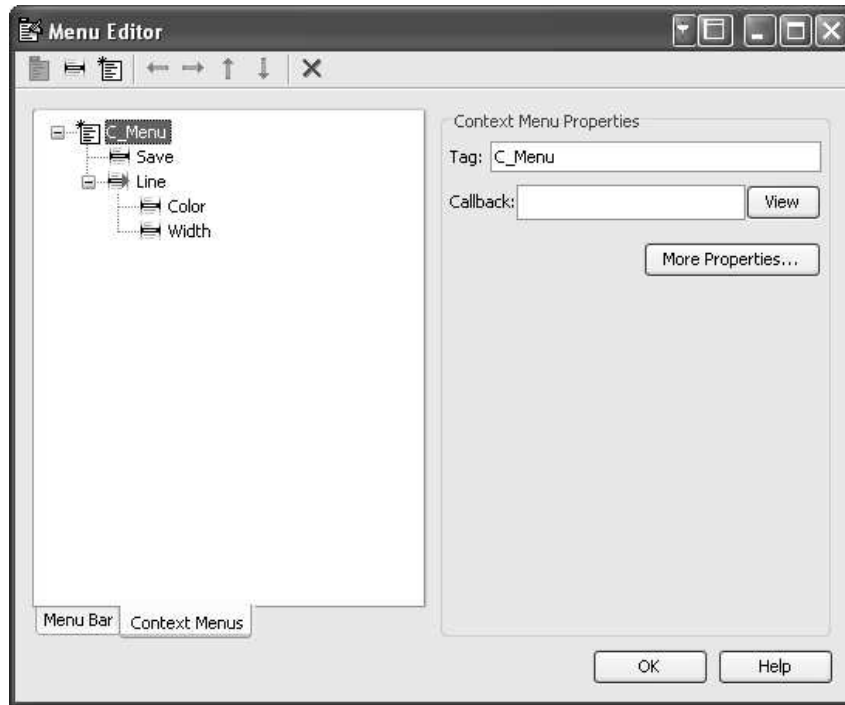 Menu Editor
C_Menu
Save
Line
Color
Width
Menu Bar
Context Menus
Context Menu Properties
Tag: C_Menu
Callback: View
More Properties...
OK Help